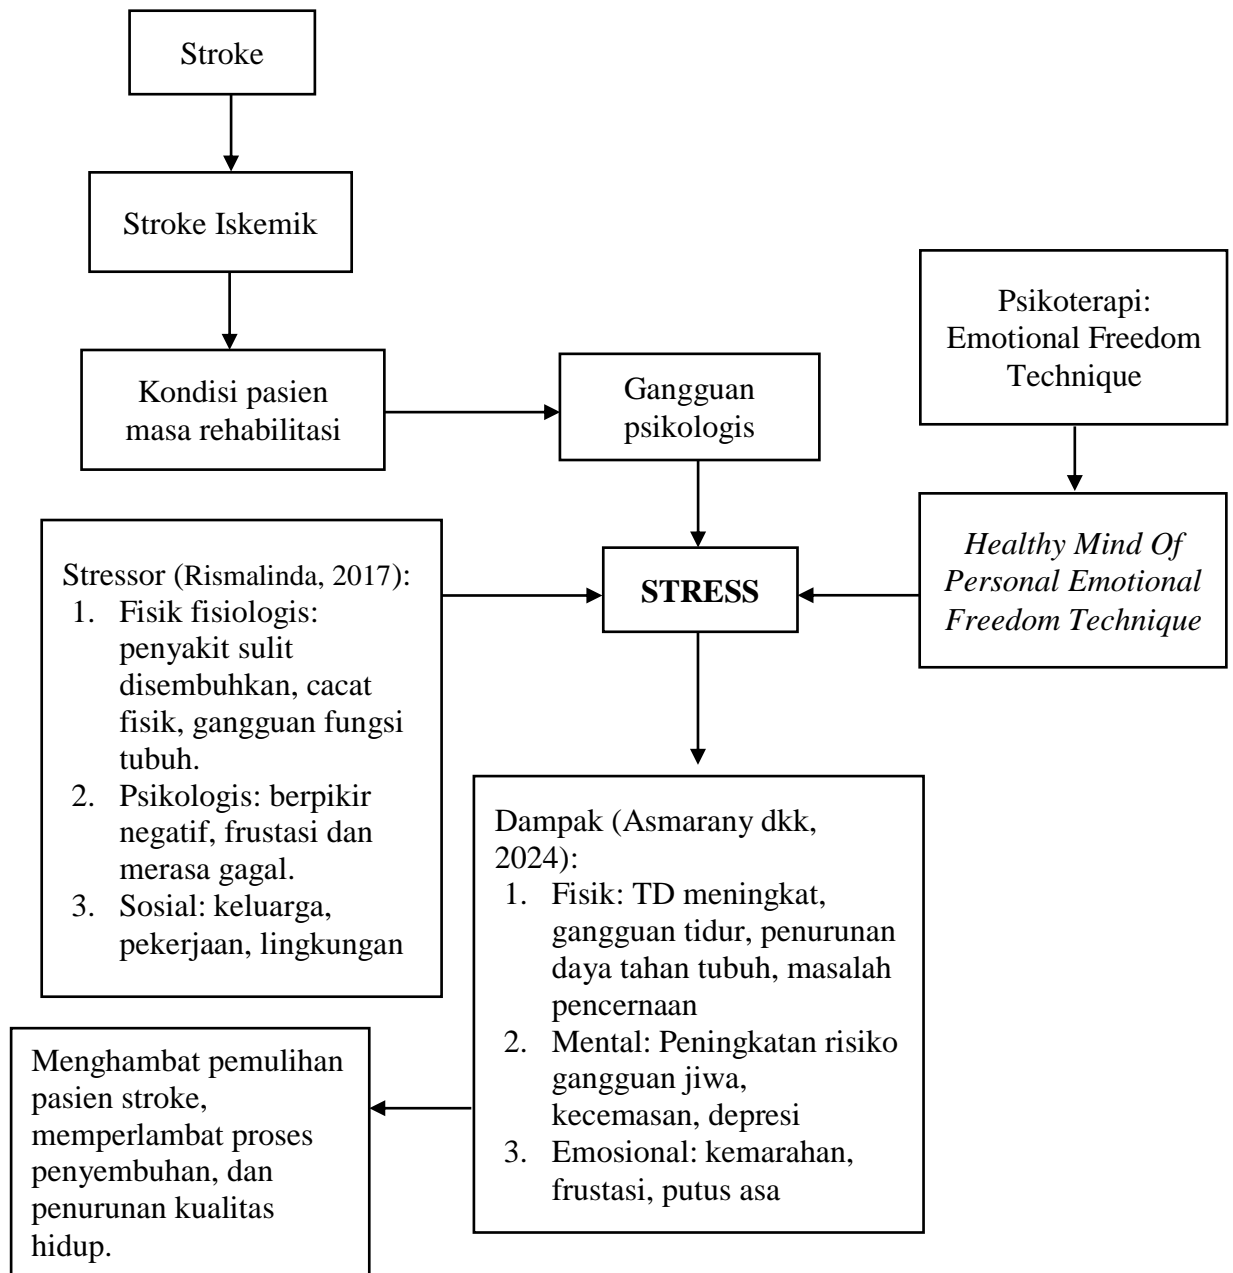 Stroke
Stroke Iskemik
Kondisi pasien
masa rehabilitasi
Gangguan
psikologis
Psikoterapi:
Emotional Freedom
Technique
Healthy Mind Of
Personal Emotional
Freedom Technique
STRESS
Stressor (Rismalinda, 2017):
1. Fisik fisiologis:
penyakit sulit
disembuhkan, cacat
fisik, gangguan fungsi
tubuh.
2. Psikologis: berpikir
negatif, frustasi dan
merasa gagal.
3. Sosial: keluarga,
pekerjaan, lingkungan
Dampak (Asmarany dkk,
2024):
1. Fisik: TD meningkat,
gangguan tidur, penurunan
daya tahan tubuh, masalah
pencernaan
2. Mental: Peningkatan risiko
gangguan jiwa,
kecemasan, depresi
3. Emosional: kemarahan,
frustasi, putus asa
Menghambat pemulihan
pasien stroke,
memperlambat proses
penyembuhan, dan
penurunan kualitas
hidup.